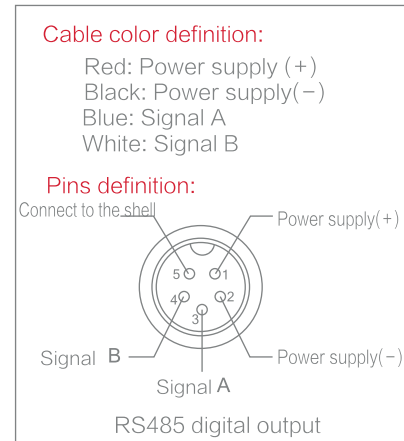 Cable color definition:
Red: Power supply (+)
Black: Power supply(-)
Blue: Signal A
White: Signal B
Pins definition:
Connect to the shell
Power supply(+)
5 1
4 2
3
Signal B
Power supply(-)
Signal A
RS485 digital output